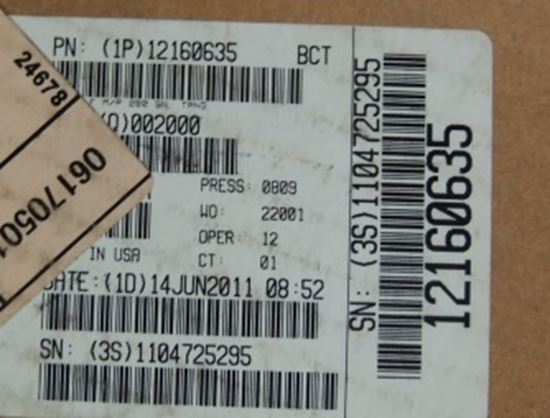 PN: (1P)12160635 BCT
(Q)002000
PRESS: 0809
WO: 22001
OPER: 12
IN USA
CT: 01
DATE:(1D)14JUN2011 08:52
SN: (3S)1104725295
SN: (3S)1104725295
12160635
24678
0617050